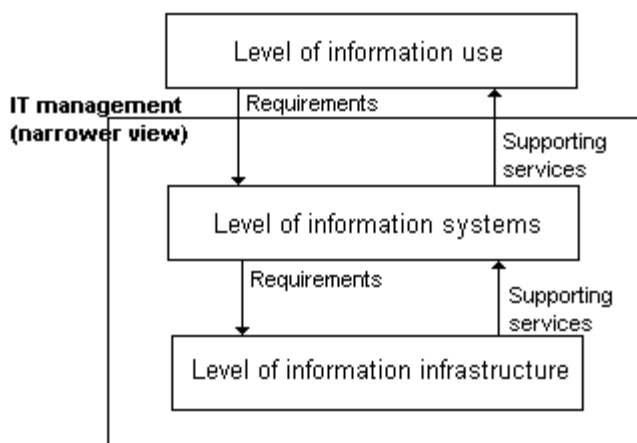 Level of information use
IT management
(narrower view)
Requirements
Supporting
services
Level of information systems
Requirements
Supporting
services
Level of information infrastructure